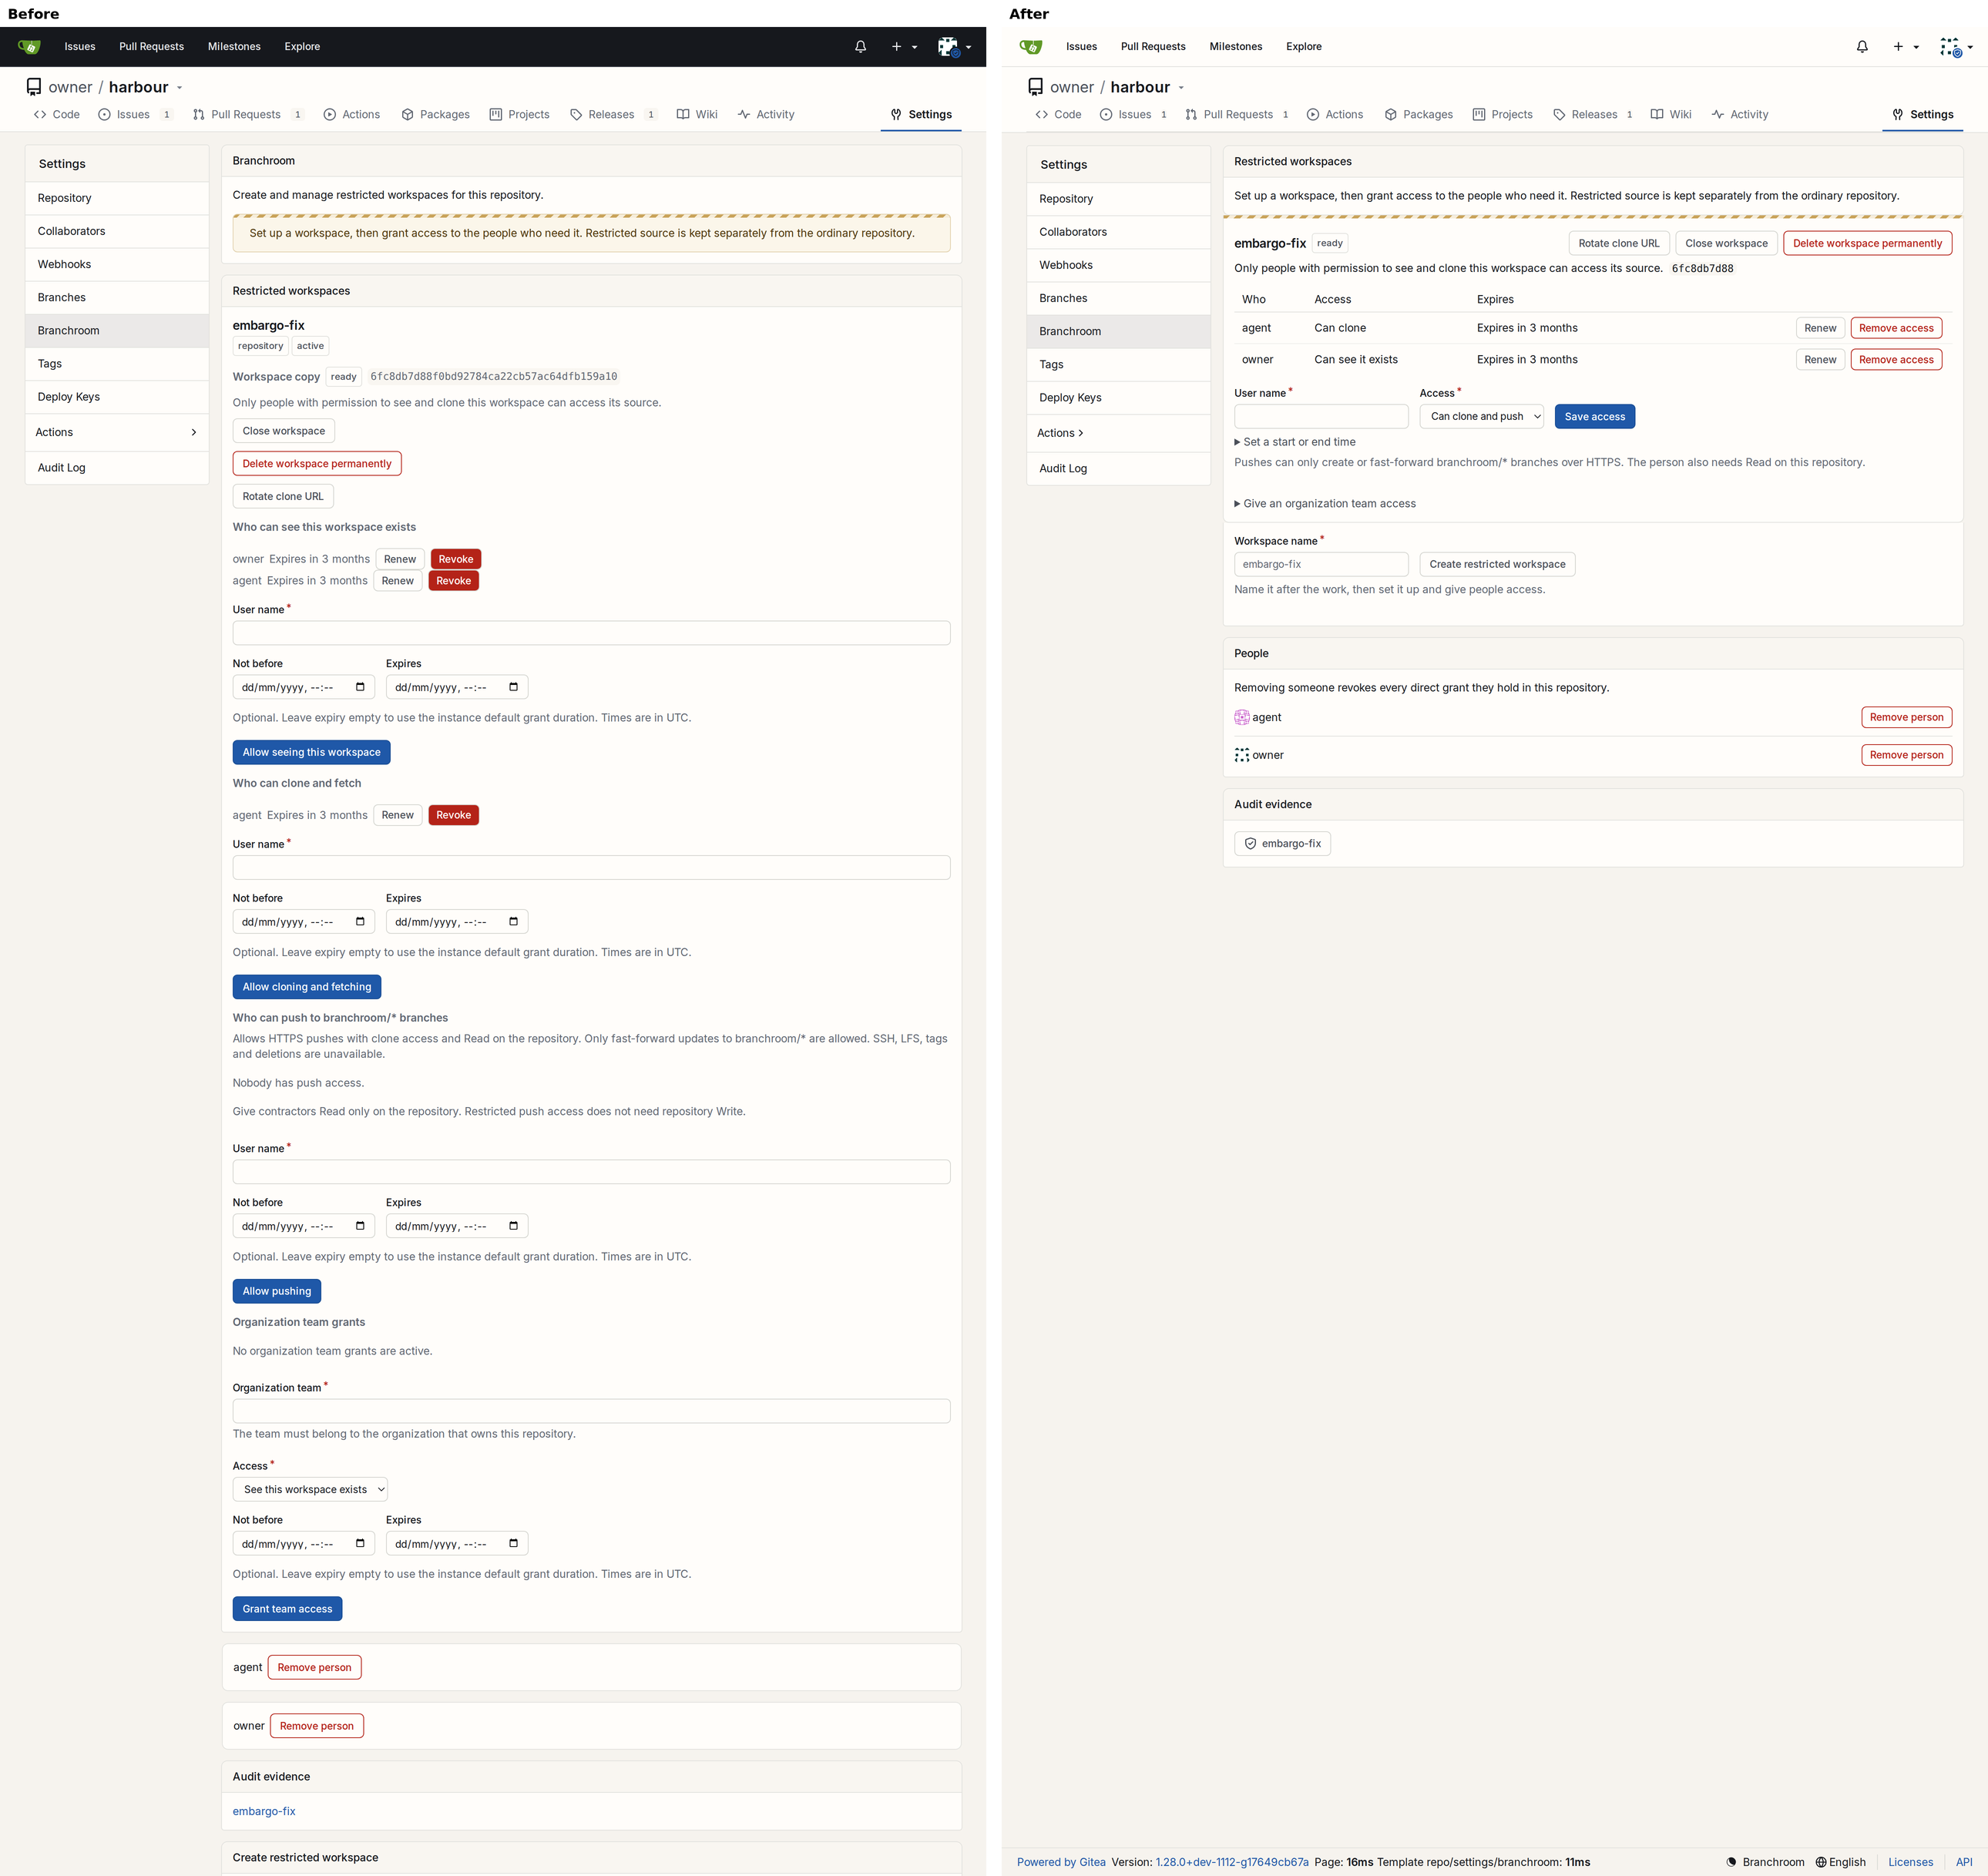 Before
Issues Pull Requests Milestones Explore
owner / harbour
Code Issues 1 Pull Requests 1 Actions Packages Projects Releases 1 Wiki Activity Settings
Settings
Repository
Collaborators
Webhooks
Branches
Branchroom
Tags
Deploy Keys
Actions
Audit Log
Branchroom
Create and manage restricted workspaces for this repository.
Set up a workspace, then grant access to the people who need it. Restricted source is kept separately from the ordinary repository.
Restricted workspaces
embargo-fix
repository active
Workspace copy ready 6fc8db7d88f0bd92784ca22cb57ac64dfb159a10
Only people with permission to see and clone this workspace can access its source.
Close workspace
Delete workspace permanently
Rotate clone URL
Who can see this workspace exists
owner Expires in 3 months Renew Revoke
agent Expires in 3 months Renew Revoke
User name *
Not before Expires
dd/mm/yyyy, --:-- dd/mm/yyyy, --:--
Optional. Leave expiry empty to use the instance default grant duration. Times are in UTC.
Allow seeing this workspace
Who can clone and fetch
agent Expires in 3 months Renew Revoke
User name *
Not before Expires
dd/mm/yyyy, --:-- dd/mm/yyyy, --:--
Optional. Leave expiry empty to use the instance default grant duration. Times are in UTC.
Allow cloning and fetching
Who can push to branchroom/* branches
Allows HTTPS pushes with clone access and Read on the repository. Only fast-forward updates to branchroom/* are allowed. SSH, LFS, tags
and deletions are unavailable.
Nobody has push access.
Give contractors Read only on the repository. Restricted push access does not need repository Write.
User name *
Not before Expires
dd/mm/yyyy, --:-- dd/mm/yyyy, --:--
Optional. Leave expiry empty to use the instance default grant duration. Times are in UTC.
Allow pushing
Organization team grants
No organization team grants are active.
Organization team *
The team must belong to the organization that owns this repository.
Access *
See this workspace exists
Not before Expires
dd/mm/yyyy, --:-- dd/mm/yyyy, --:--
Optional. Leave expiry empty to use the instance default grant duration. Times are in UTC.
Grant team access
agent Remove person
owner Remove person
Audit evidence
embargo-fix
Create restricted workspace
After
Issues Pull Requests Milestones Explore
owner / harbour
Code Issues 1 Pull Requests 1 Actions Packages Projects Releases 1 Wiki Activity Settings
Settings
Repository
Collaborators
Webhooks
Branches
Branchroom
Tags
Deploy Keys
Actions
Audit Log
Restricted workspaces
Set up a workspace, then grant access to the people who need it. Restricted source is kept separately from the ordinary repository.
embargo-fix ready Rotate clone URL Close workspace Delete workspace permanently
Only people with permission to see and clone this workspace can access its source. 6fc8db7d88
Who Access Expires
agent Can clone Expires in 3 months Renew Remove access
owner Can see it exists Expires in 3 months Renew Remove access
User name * Access *
Can clone and push Save access
Set a start or end time
Pushes can only create or fast-forward branchroom/* branches over HTTPS. The person also needs Read on this repository.
Give an organization team access
Workspace name *
embargo-fix Create restricted workspace
Name it after the work, then set it up and give people access.
People
Removing someone revokes every direct grant they hold in this repository.
agent Remove person
owner Remove person
Audit evidence
embargo-fix
Powered by Gitea Version: 1.28.0+dev-1112-g17649cb67a Page: 16ms Template repo/settings/branchroom: 11ms Branchroom English Licenses API